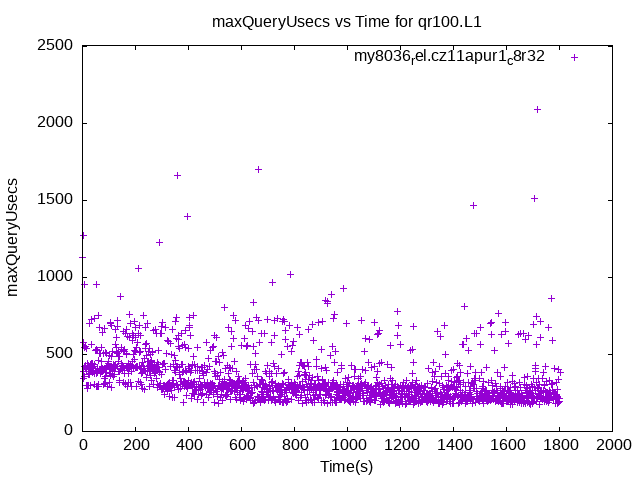 maxQueryUsecs vs Time for qr100.L1
my8036rel.cz11apur1c8r32
maxQueryUsecs
2500
2000
1500
1000
500
0
0 200 400 600 800 1000 1200 1400 1600 1800 2000
Time(s)